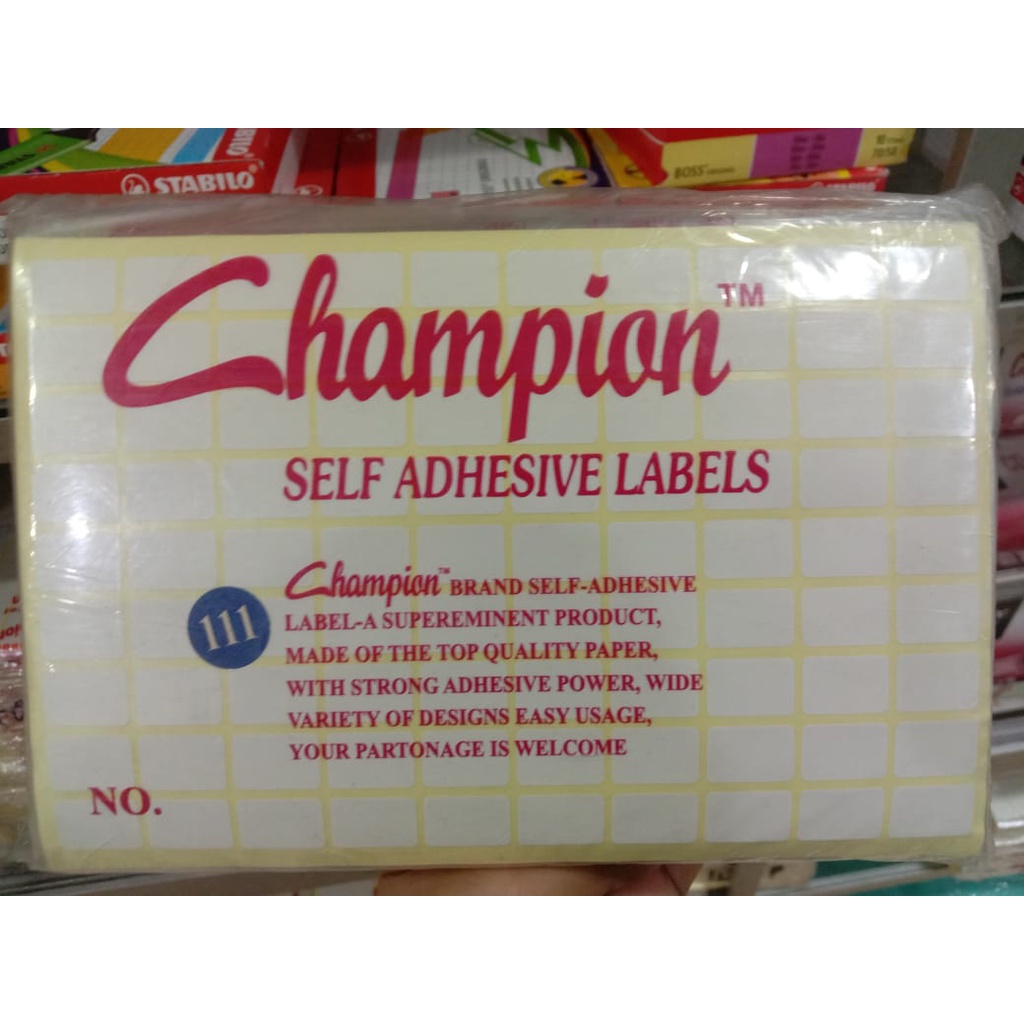 STABILO
BOSS ORIGINAL
Champion™
SELF ADHESIVE LABELS
111
Champion™ BRAND SELF-ADHESIVE
LABEL-A SUPEREMINENT PRODUCT,
MADE OF THE TOP QUALITY PAPER,
WITH STRONG ADHESIVE POWER, WIDE
VARIETY OF DESIGNS EASY USAGE,
YOUR PARTONAGE IS WELCOME
NO.